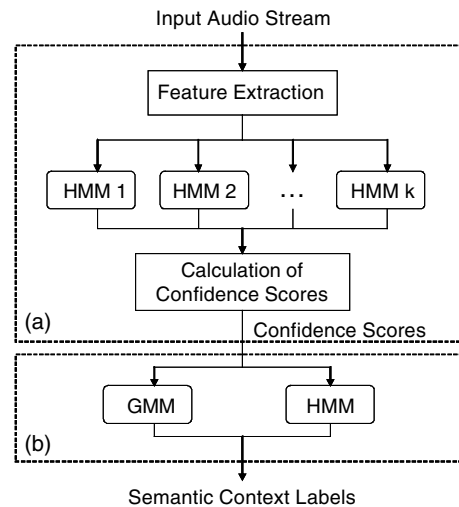 Input Audio Stream
Feature Extraction
HMM 1 HMM 2 ... HMM k
Calculation of
Confidence Scores
(a)
Confidence Scores
GMM HMM
(b)
Semantic Context Labels